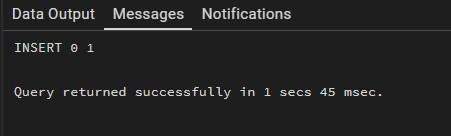 Data Output Messages Notifications
INSERT 0 1
Query returned successfully in 1 secs 45 msec.